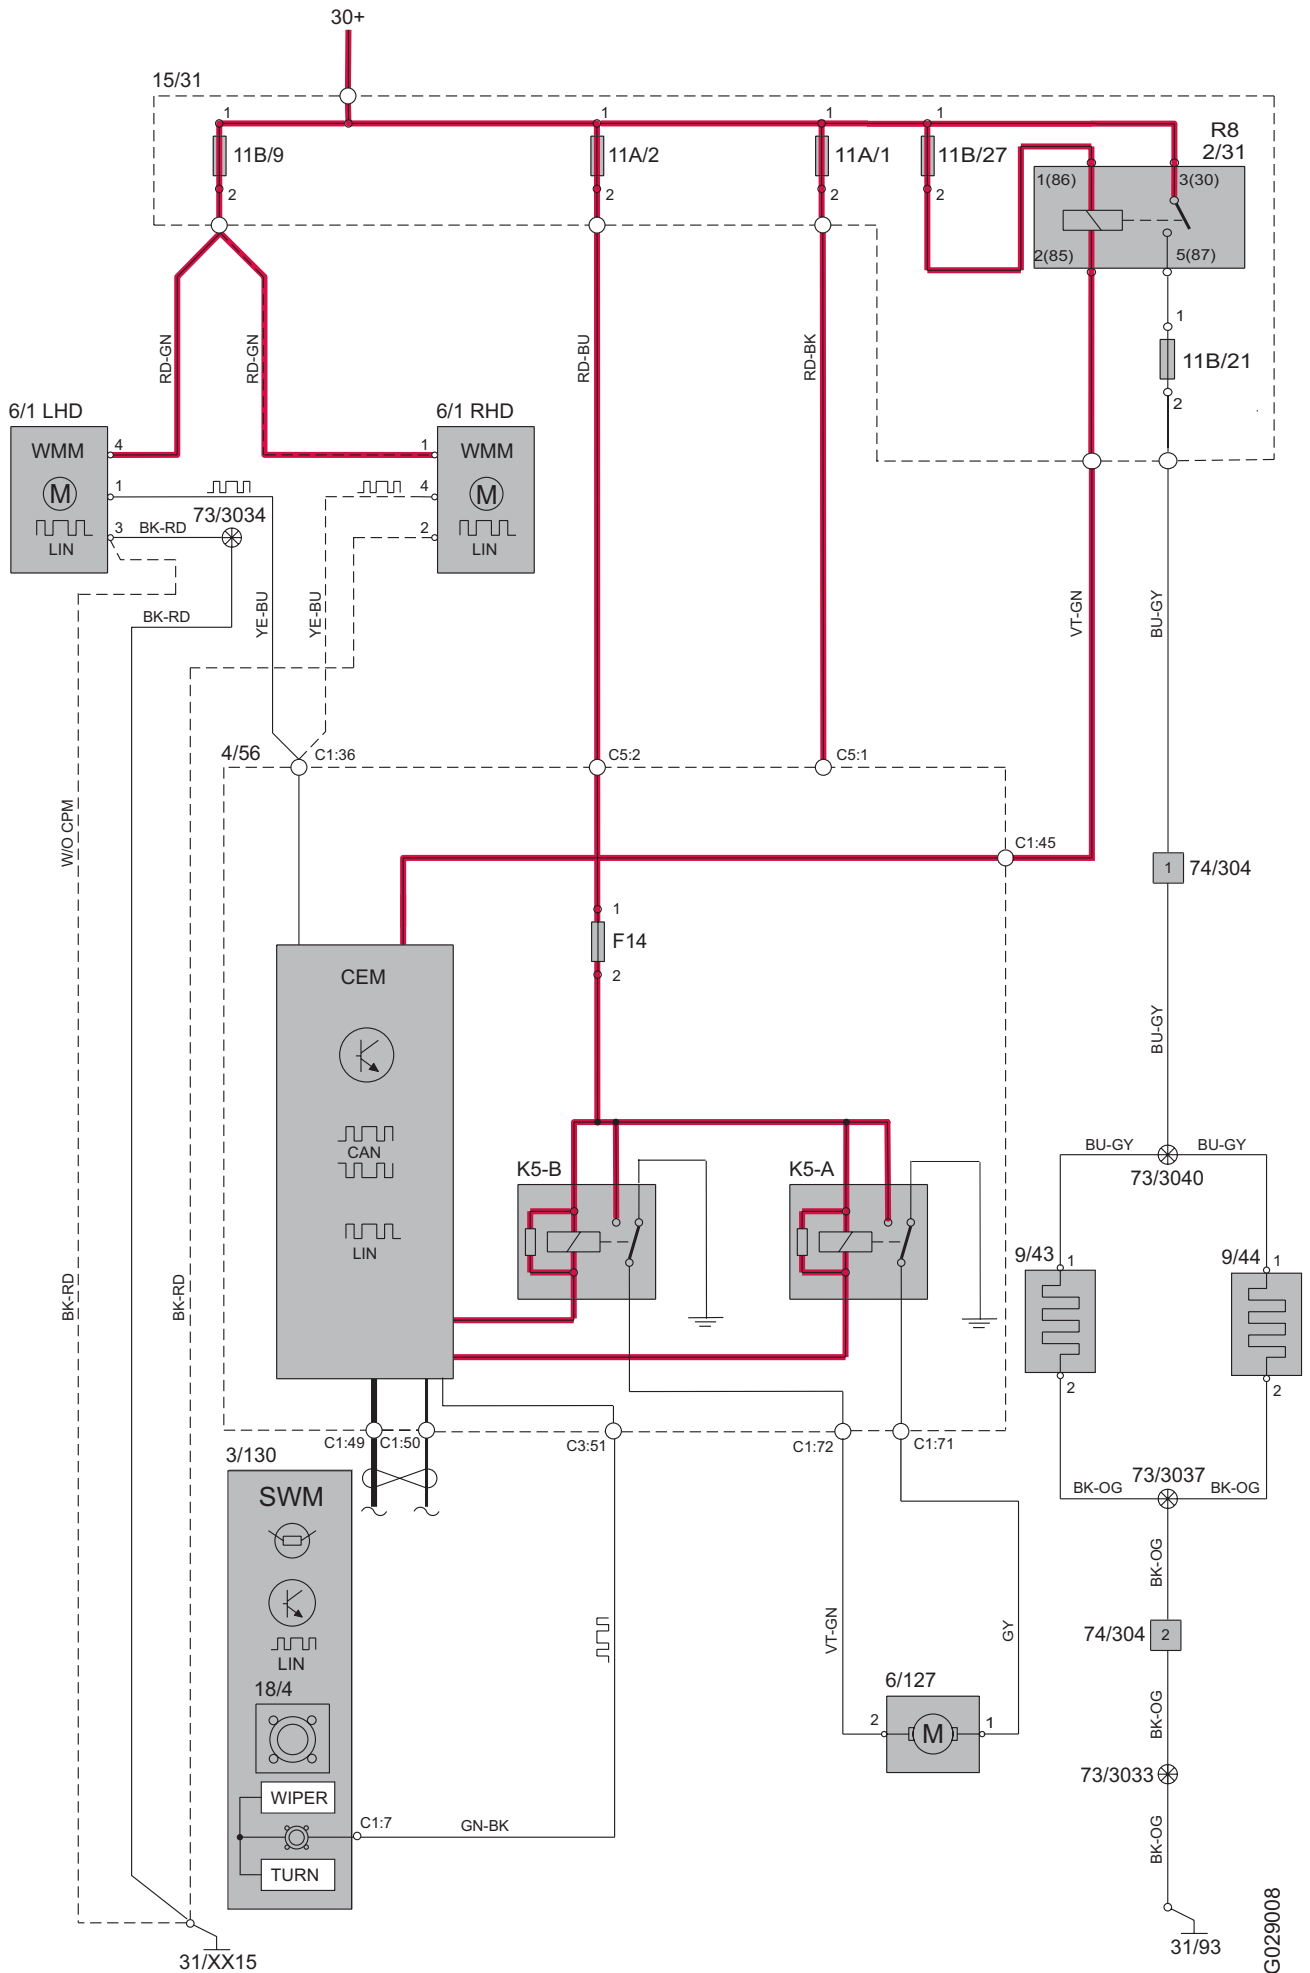 30+
15/31
1
1
1
1
R8
2/31
11B/9
11A/2
11A/1
11B/27
1(86)
3(30)
2
2
2
2
2(85)
5(87)
1
11B/21
2
RD-GN
RD-GN
RD-BU
RD-BK
6/1 LHD
6/1 RHD
WMM
4
1
WMM
M
1
4
M
73/3034
LIN
3
BK-RD
2
LIN
BK-RD
YE-BU
YE-BU
VT-GN
BU-GY
4/56
C1:36
C5:2
C5:1
W/O CPM
C1:45
1
74/304
1
F14
2
CEM
BU-GY
CAN
LIN
BU-GY
BU-GY
73/3040
K5-B
K5-A
9/43
1
9/44
1
BK-RD
BK-RD
2
2
C1:49
C1:50
C3:51
C1:72
C1:71
3/130
SWM
73/3037
BK-OG
BK-OG
BK-OG
LIN
VT-GN
GY
74/304
2
18/4
6/127
2
M
1
BK-OG
73/3033
WIPER
C1:7
GN-BK
TURN
BK-OG
31/XX15
31/93
G029008